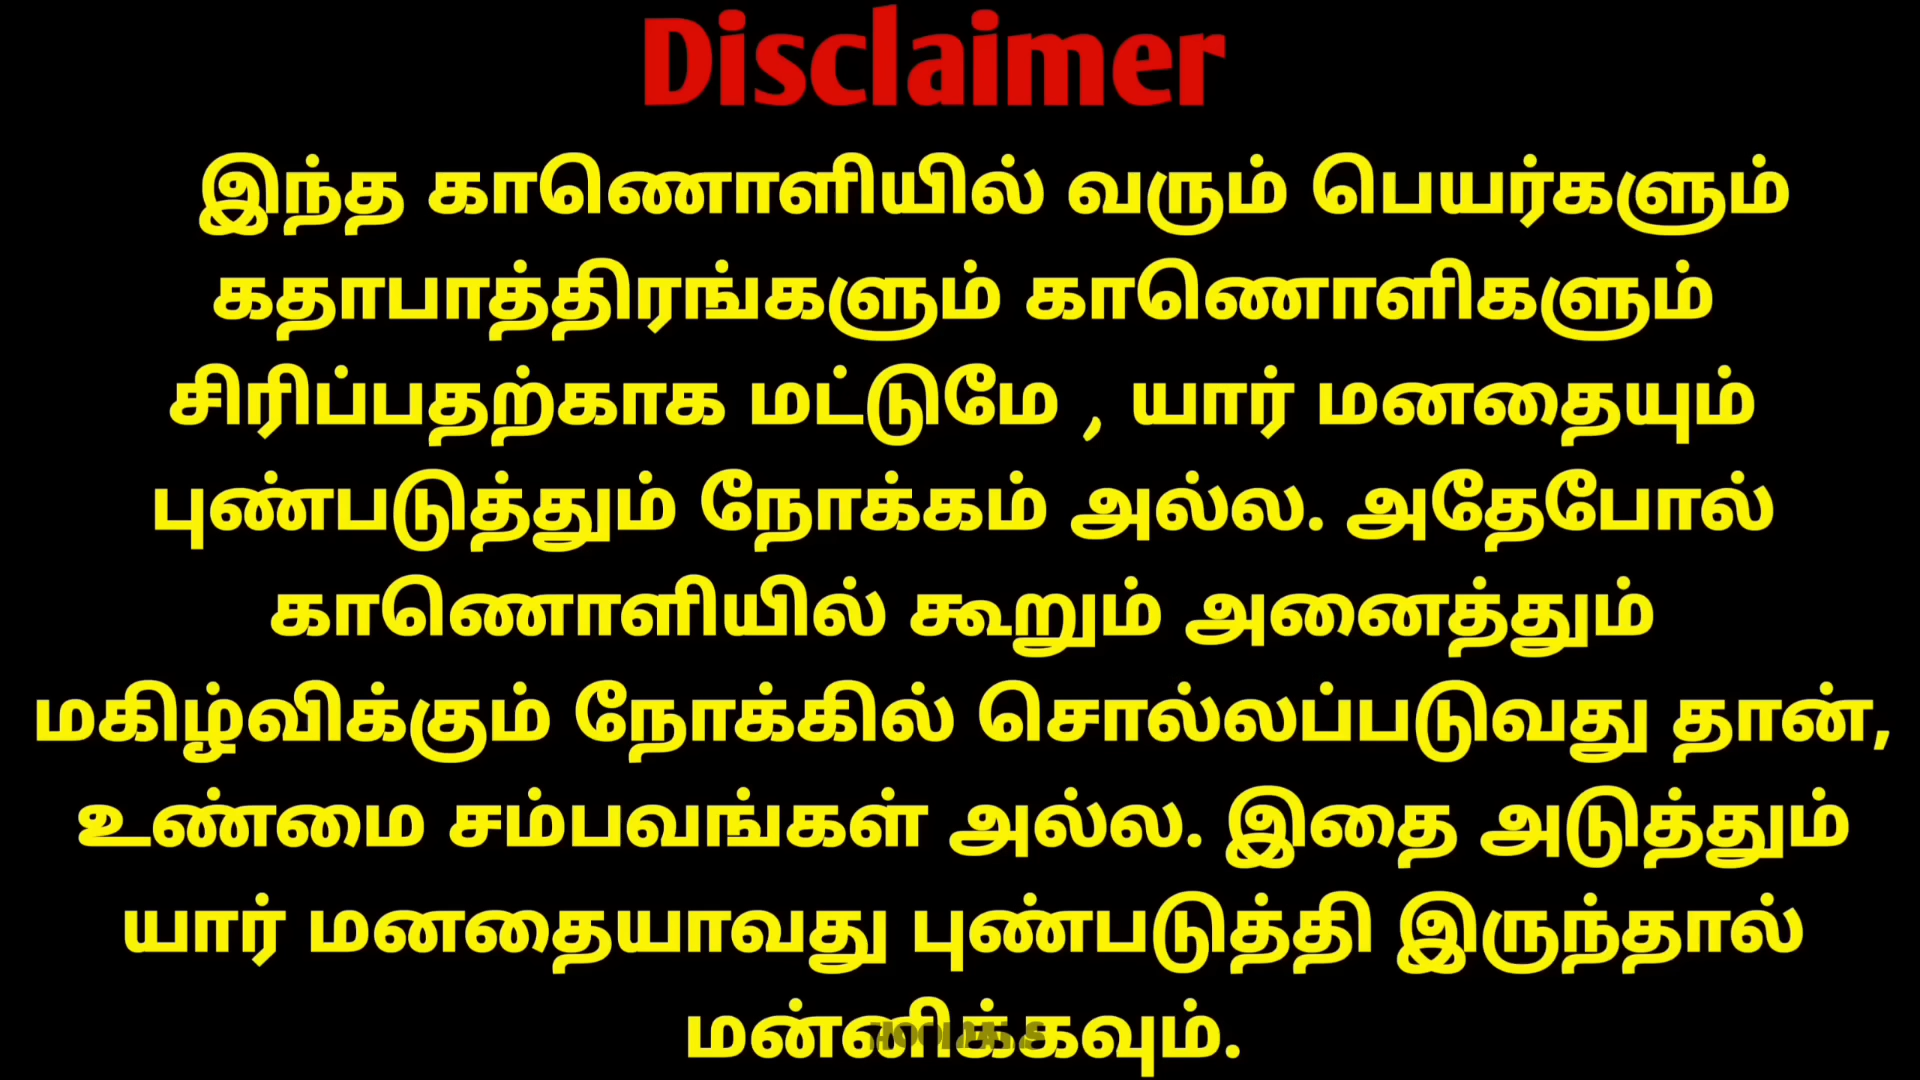 Disclaimer
இந்த காணொளியில் வரும் பெயர்களும்
கதாபாத்திரங்களும் காணொளிகளும்
சிரிப்பதற்காக மட்டுமே , யார் மனதையும்
புண்படுத்தும் நோக்கம் அல்ல. அதேபோல்
காணொளியில் கூறும் அனைத்தும்
மகிழ்விக்கும் நோக்கில் சொல்லப்படுவது தான்,
உண்மை சம்பவங்கள் அல்ல. இதை அடுத்தும்
யார் மனதையாவது புண்படுத்தி இருந்தால்
மன்னிக்கவும்.